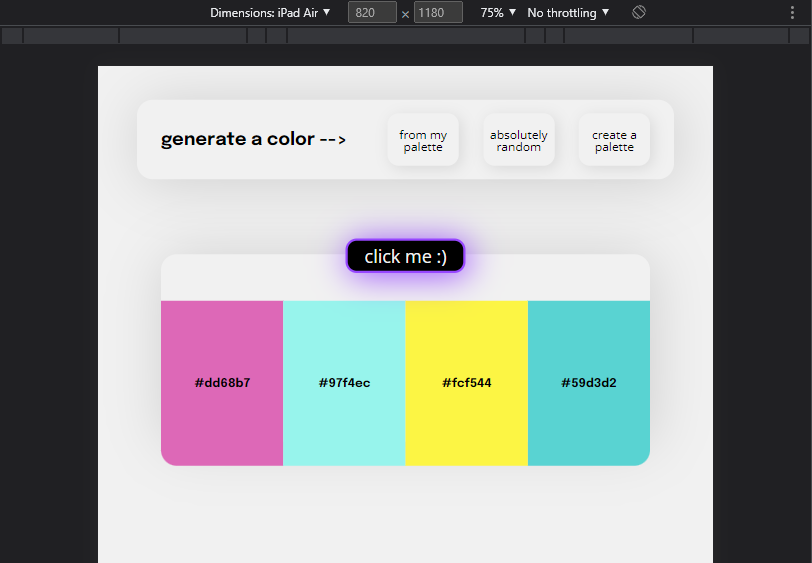 Dimensions: iPad Air ▼ 820 × 1180 75% ▼ No throttling ▼
generate a color -->
from my
palette
absolutely
random
create a
palette
click me :)
#dd68b7 #97f4ec #fcf544 #59d3d2